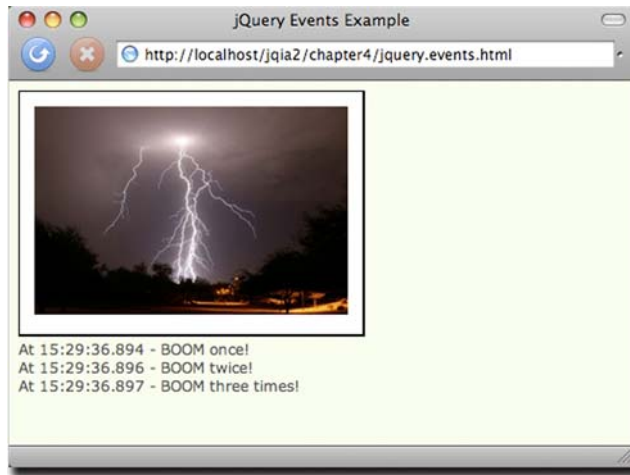 jQuery Events Example
http://localhost/jqia2/chapter4/jquery.events.html
At 15:29:36.894 - BOOM once!
At 15:29:36.896 - BOOM twice!
At 15:29:36.897 - BOOM three times!